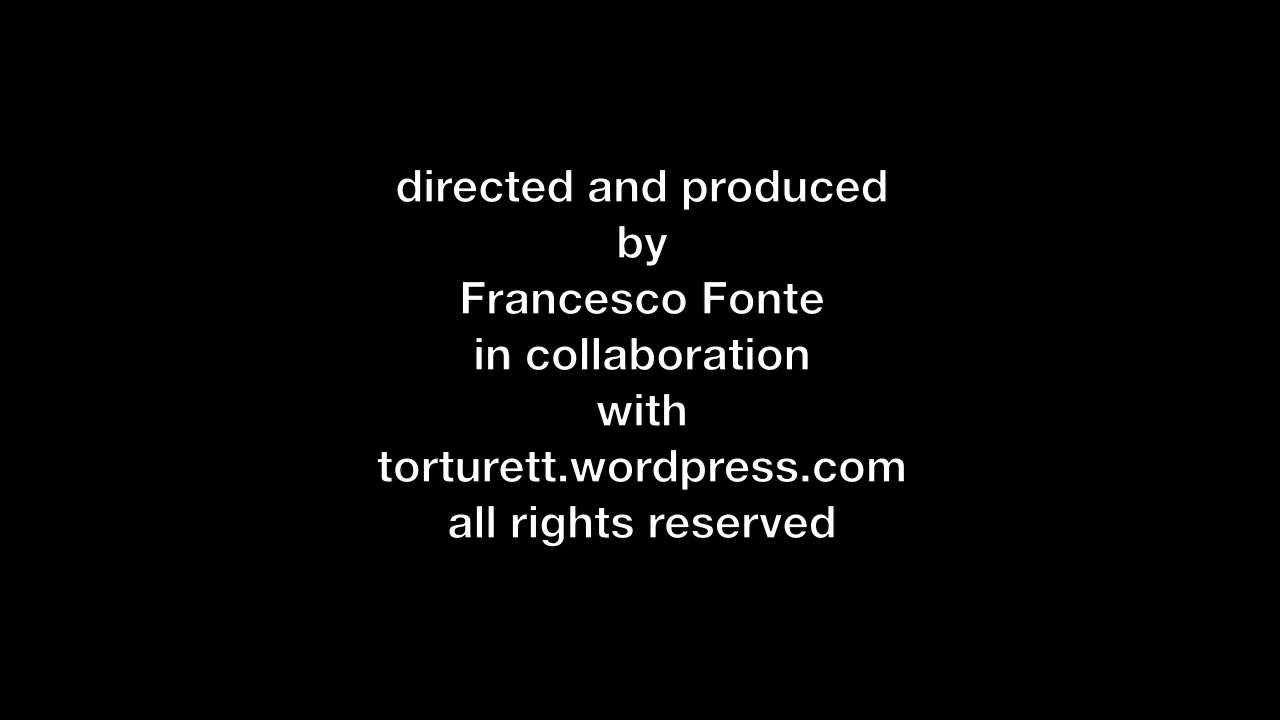 directed and produced
by
Francesco Fonte
in collaboration
with
torturett.wordpress.com
all rights reserved